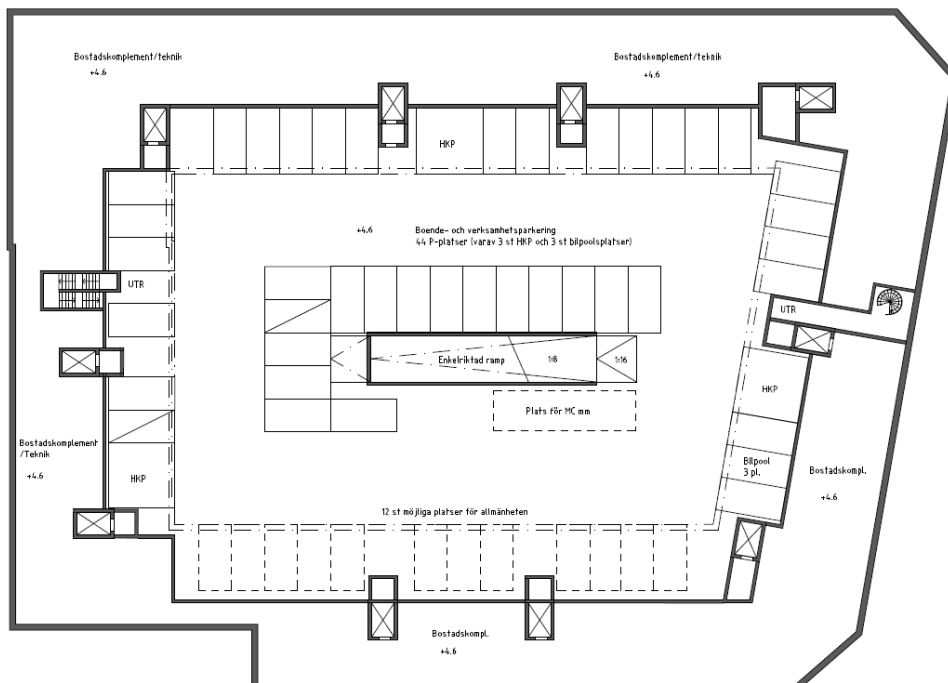 Bostadskomplement/teknik
+4.6
Bostadskomplement/teknik
+4.6
HKP
+4.6
Boende- och verksamhetsparkering
44 P-platser (varav 3 st HKP och 3 st bilpoolsplatser)
UTR
UTR
Enkelriktad ramp
1:8
1:16
HKP
Plats för MC mm
Bostadskomplement
/Teknik
+4.6
HKP
Bilpool
3 pl.
Bostadskompl.
+4.6
12 st möjliga platser för allmänheten
Bostadskompl.
+4.6